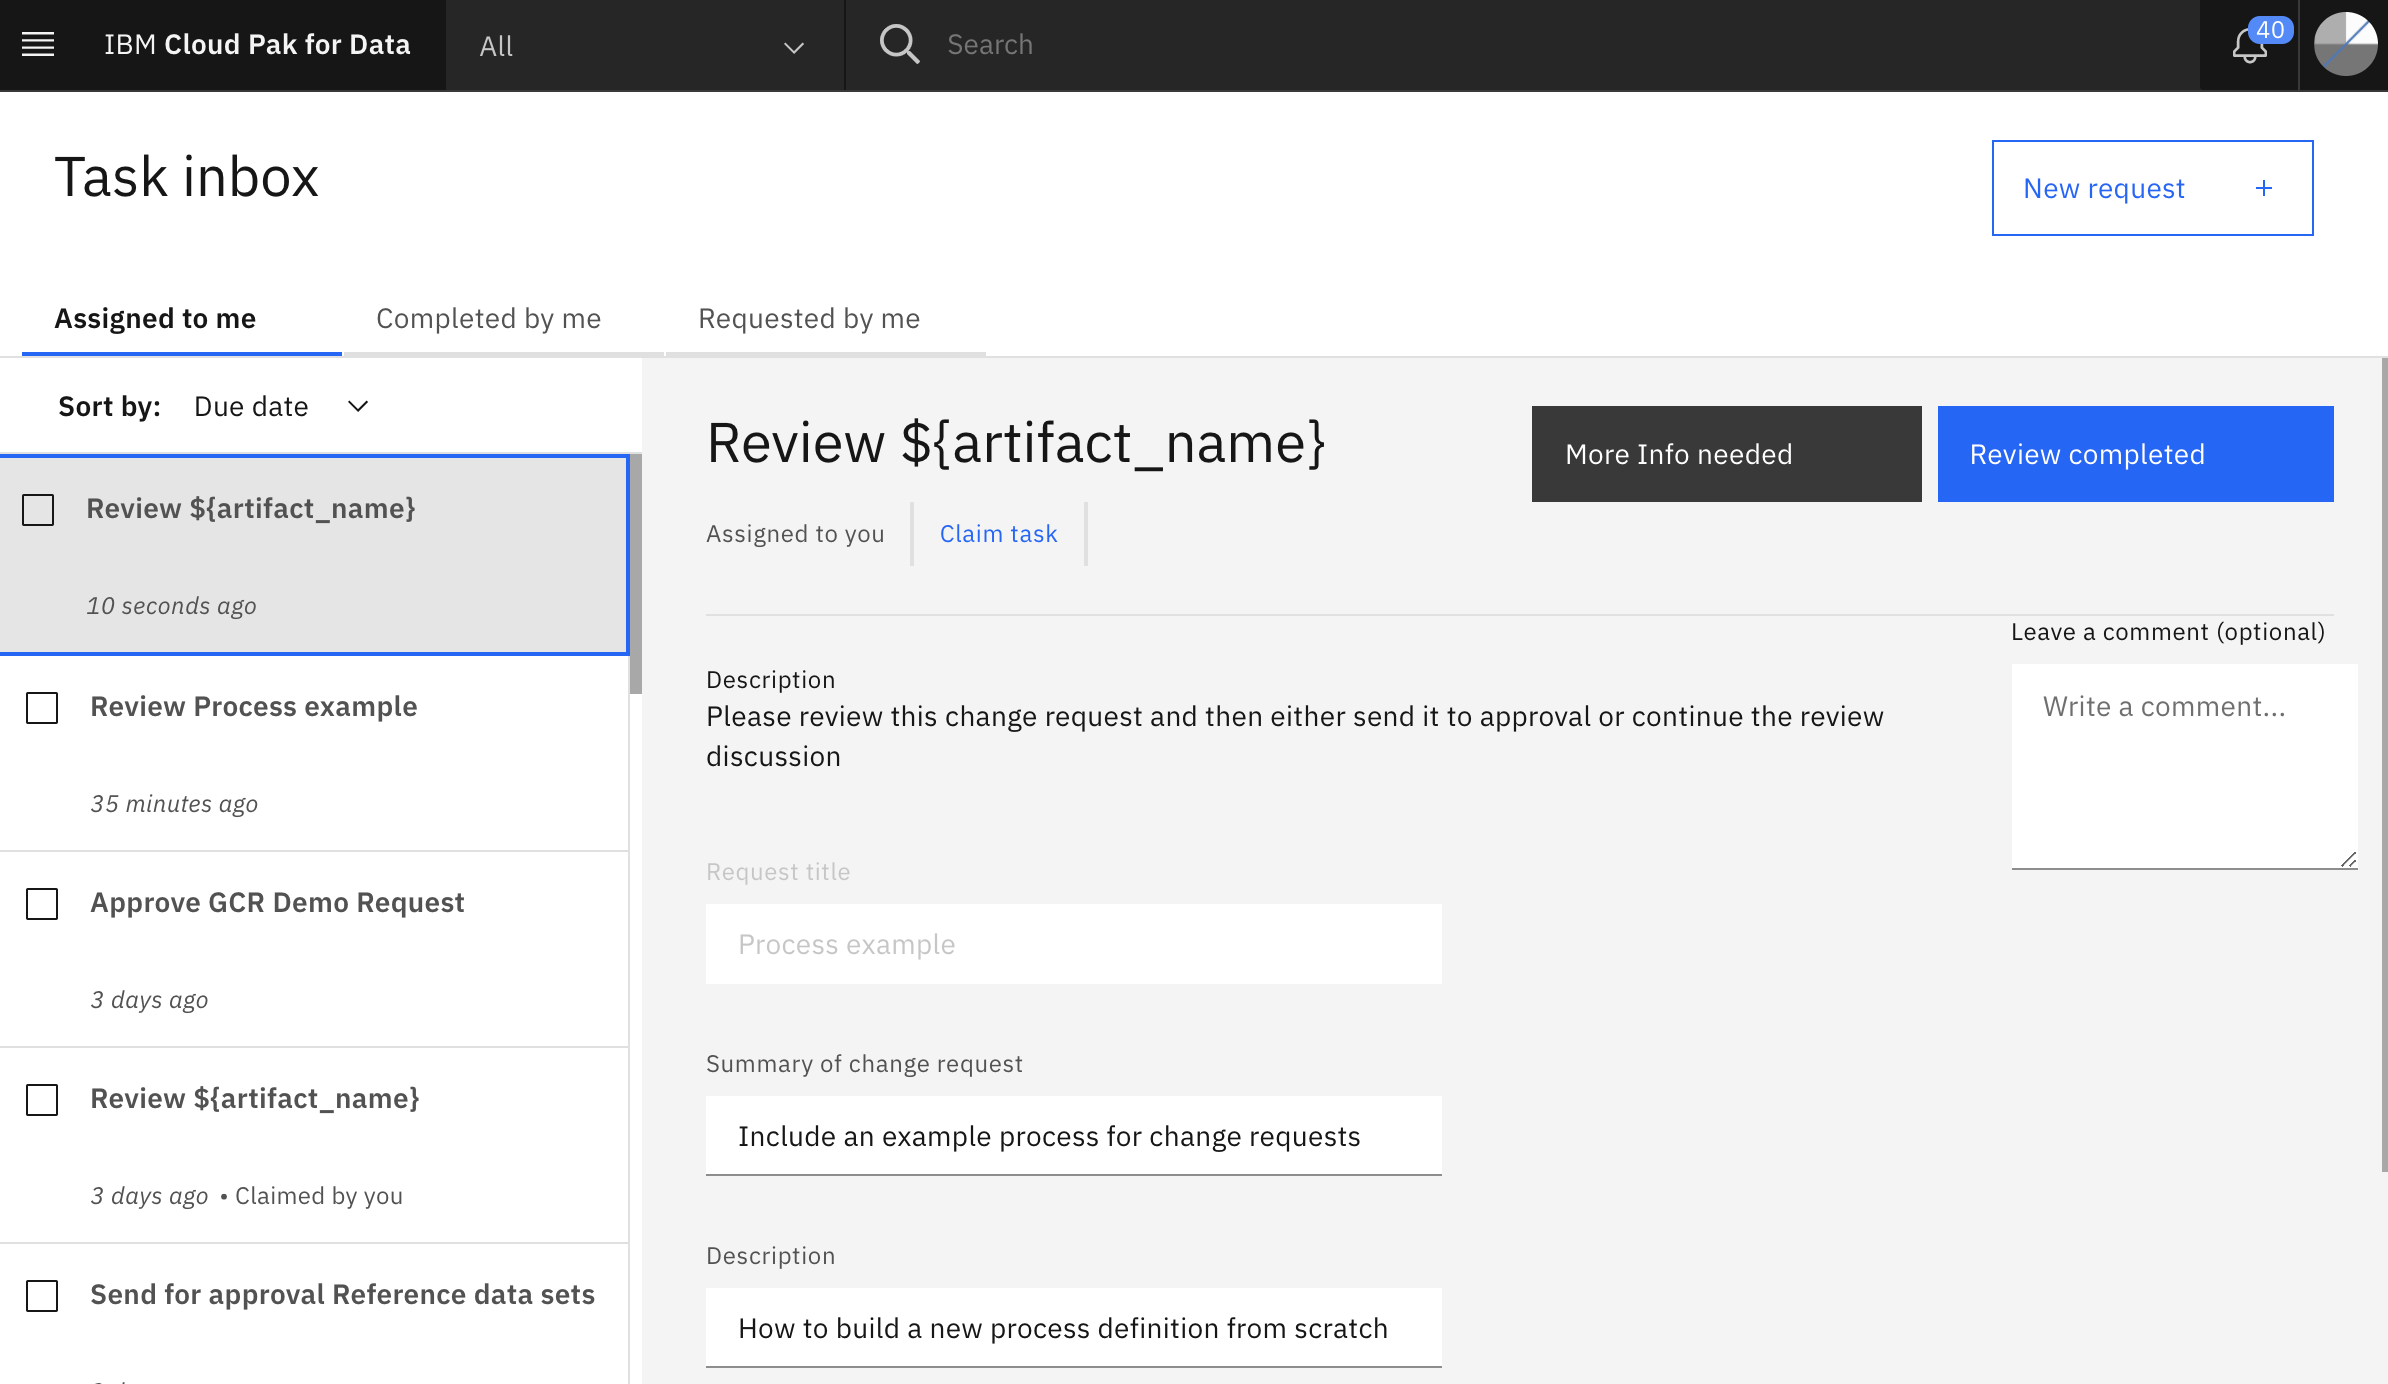 IBM Cloud Pak for Data
All
Search
40
Task inbox
New request +
Assigned to me
Completed by me
Requested by me
Sort by: Due date
Review ${artifact_name}
10 seconds ago
Review Process example
35 minutes ago
Approve GCR Demo Request
3 days ago
Review ${artifact_name}
3 days ago • Claimed by you
Send for approval Reference data sets
Review ${artifact_name}
More Info needed
Review completed
Assigned to you
Claim task
Leave a comment (optional)
Write a comment...
Description
Please review this change request and then either send it to approval or continue the review
discussion
Request title
Process example
Summary of change request
Include an example process for change requests
Description
How to build a new process definition from scratch